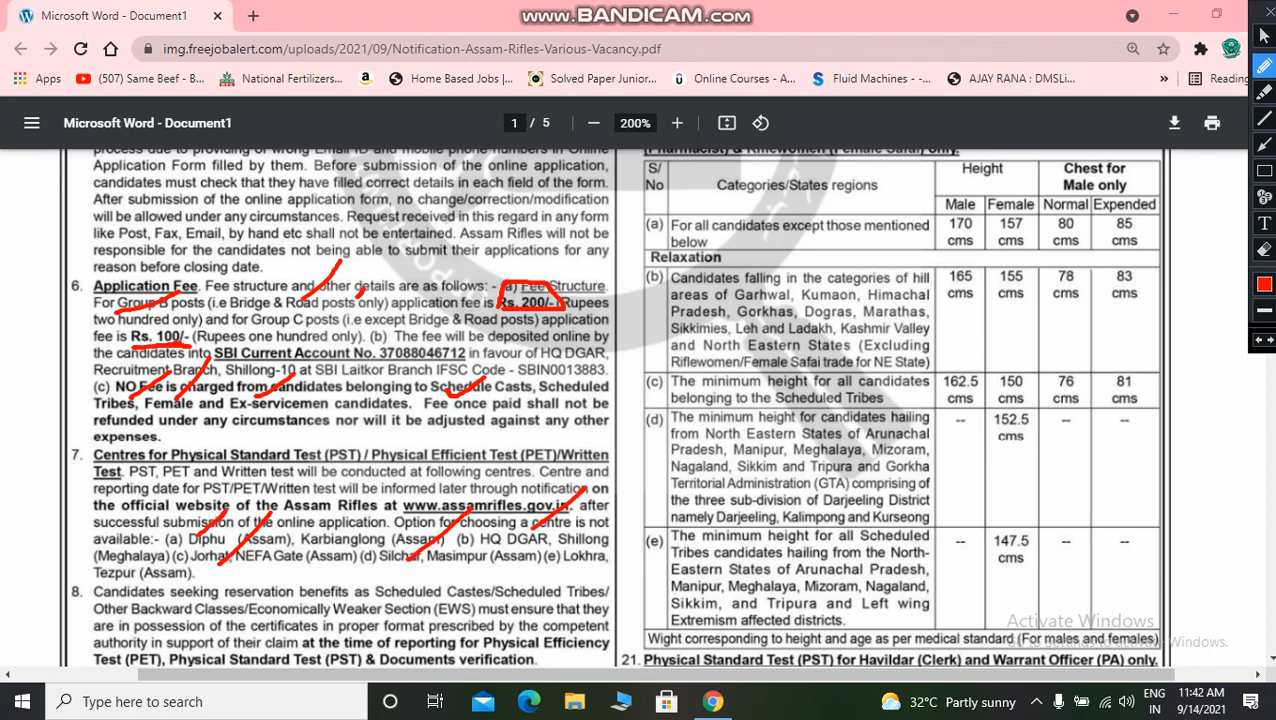 Microsoft Word - Document1
www.BANDICAM.com
img.freejobalert.com/uploads/2021/09/Notification-Assam-Rifles-Various-Vacancy.pdf
Apps
(507) Same Beef - B...
National Fertilizers...
Home Based Jobs |...
Solved Paper Junior...
Online Courses - A...
Fluid Machines - -...
AJAY RANA : DMSLi...
»
Reading
Microsoft Word - Document1
1 / 5
200%
process due to providing of wrong Email ID and mobile phone numbers in Online
Application Form filled by them. Before submission of the online application,
candidates must check that they have filled correct details in each field of the form.
After submission of the online application form, no change/correction/modification
will be allowed under any circumstances. Request received in this regard in any form
like Post, Fax, Email, by hand etc shall not be entertained. Assam Rifles will not be
responsible for the candidates not being able to submit their applications for any
reason before closing date.
6. Application Fee. Fee structure and other details are as follows: - (a) Fee Structure.
For Group B posts (i.e Bridge & Road posts only) application fee is Rs. 200/- (Rupees
two hundred only) and for Group C posts (i.e except Bridge & Road posts) application
fee is Rs. 100/- (Rupees one hundred only). (b) The fee will be deposited online by
the candidates into SBI Current Account No. 37088046712 in favour of HQ DGAR,
Recruitment Branch, Shillong-10 at SBI Laitkor Branch IFSC Code - SBIN0013883.
(c) NO Fee is charged from candidates belonging to Schedule Casts, Scheduled
Tribes, Female and Ex-servicemen candidates. Fee once paid shall not be
refunded under any circumstances nor will it be adjusted against any other
expenses.
7. Centres for Physical Standard Test (PST) / Physical Efficient Test (PET)/Written
Test. PST, PET and Written test will be conducted at following centres. Centre and
reporting date for PST/PET/Written test will be informed later through notification on
the official website of the Assam Rifles at www.assamrifles.gov.in. after
successful submission of the online application. Option for choosing a centre is not
available:- (a) Diphu (Assam), Karbianglong (Assam) (b) HQ DGAR, Shillong
(Meghalaya) (c) Jorhat, NEFA Gate (Assam) (d) Silchar, Masimpur (Assam) (e) Lokhra,
Tezpur (Assam).
8. Candidates seeking reservation benefits as Scheduled Castes/Scheduled Tribes/
Other Backward Classes/Economically Weaker Section (EWS) must ensure that they
are in possession of the certificates in proper format prescribed by the competent
authority in support of their claim at the time of reporting for Physical Efficiency
Test (PET), Physical Standard Test (PST) & Documents verification.
Pharmacist & Riflewomen (Female Safai) only.
S/ No Categories/States regions Height Chest for Male only
Male Female Normal Expended
(a) For all candidates except those mentioned 170 157 80 85
below cms cms cms cms
Relaxation
(b) Candidates falling in the categories of hill 165 155 78 83
areas of Garhwal, Kumaon, Himachal cms cms cms cms
Pradesh, Gorkhas, Dogras, Marathas,
Sikkimies, Leh and Ladakh, Kashmir Valley
and North Eastern States (Excluding
Riflewomen/Female Safai trade for NE State)
(c) The minimum height for all candidates 162.5 150 76 81
belonging to the Scheduled Tribes cms cms cms cms
(d) The minimum height for candidates hailing -- 152.5 -- --
from North Eastern States of Arunachal cms
Pradesh, Manipur, Meghalaya, Mizoram,
Nagaland, Sikkim and Tripura and Gorkha
Territorial Administration (GTA) comprising of
the three sub-division of Darjeeling District
namely Darjeeling, Kalimpong and Kurseong
(e) The minimum height for all Scheduled -- 147.5 -- --
Tribes candidates hailing from the North- cms
Eastern States of Arunachal Pradesh,
Manipur, Meghalaya, Mizoram, Nagaland,
Sikkim, and Tripura and Left wing
Extremism affected districts.
Wight corresponding to height and age as per medical standard (For males and females)
21. Physical Standard Test (PST) for Havildar (Clerk) and Warrant Officer (PA) only.
Activate Windows
Go to Settings to activate Windows.
Type here to search
32°C Partly sunny
ENG
IN
11:42 AM
9/14/2021